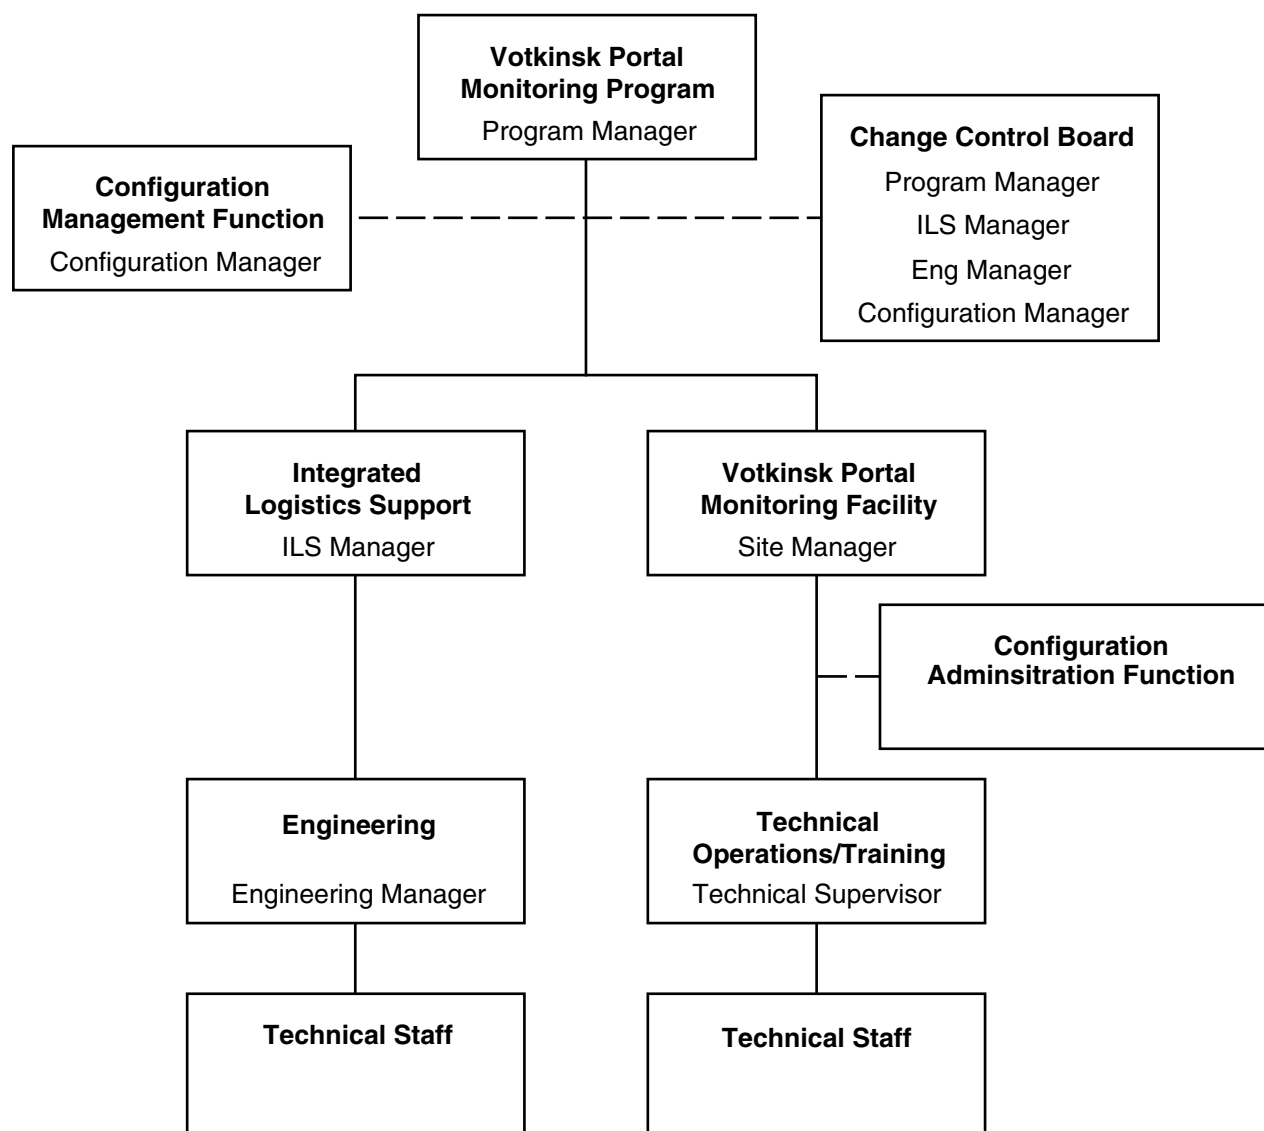 Votkinsk Portal
Monitoring Program
Program Manager
Change Control Board
Program Manager
ILS Manager
Eng Manager
Configuration Manager
Configuration
Management Function
Configuration Manager
Integrated
Logistics Support
ILS Manager
Votkinsk Portal
Monitoring Facility
Site Manager
Configuration
Adminsitration Function
Engineering
Engineering Manager
Technical
Operations/Training
Technical Supervisor
Technical Staff
Technical Staff